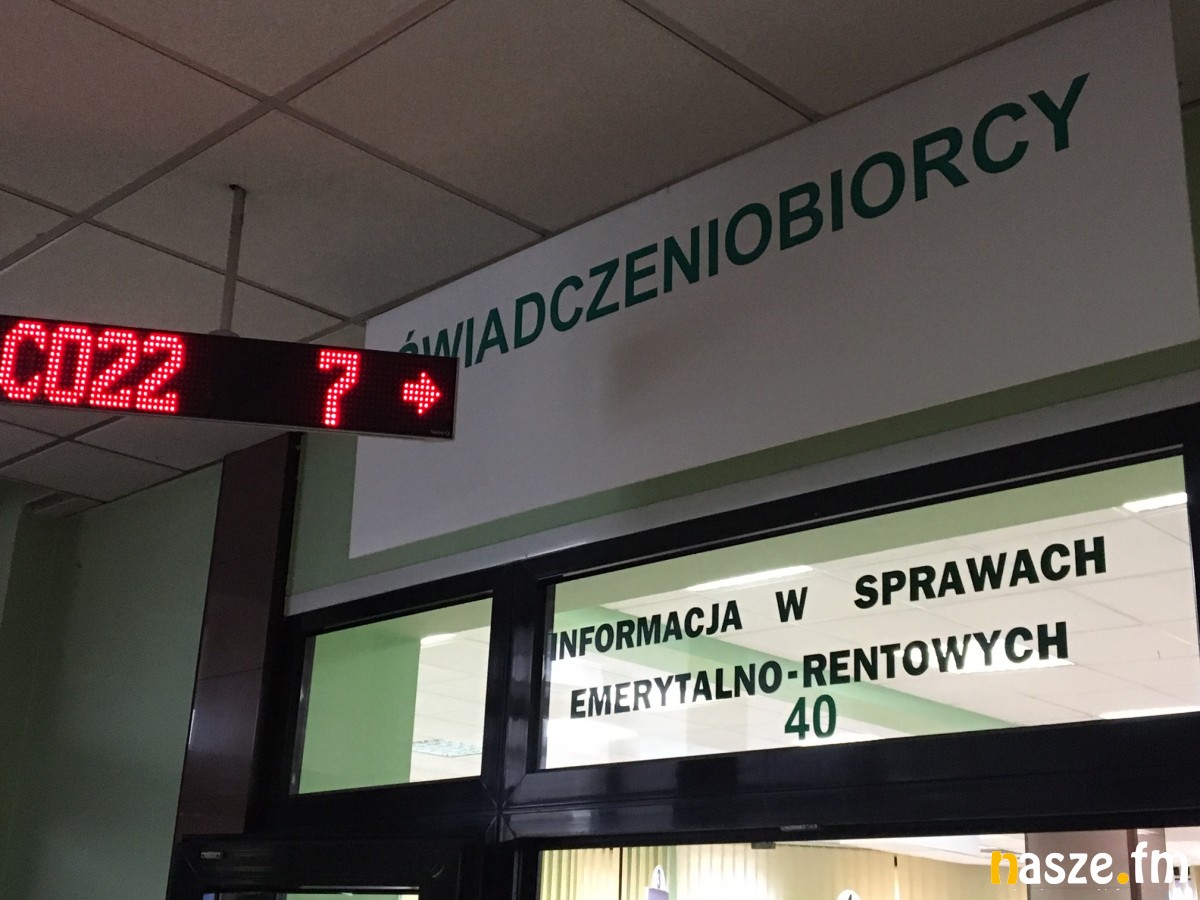 ŚWIADCZENIOBIORCY
C022 7 →
INFORMACJA W SPRAWACH
EMERYTALNO-RENTOWYCH
40
nasze.fm